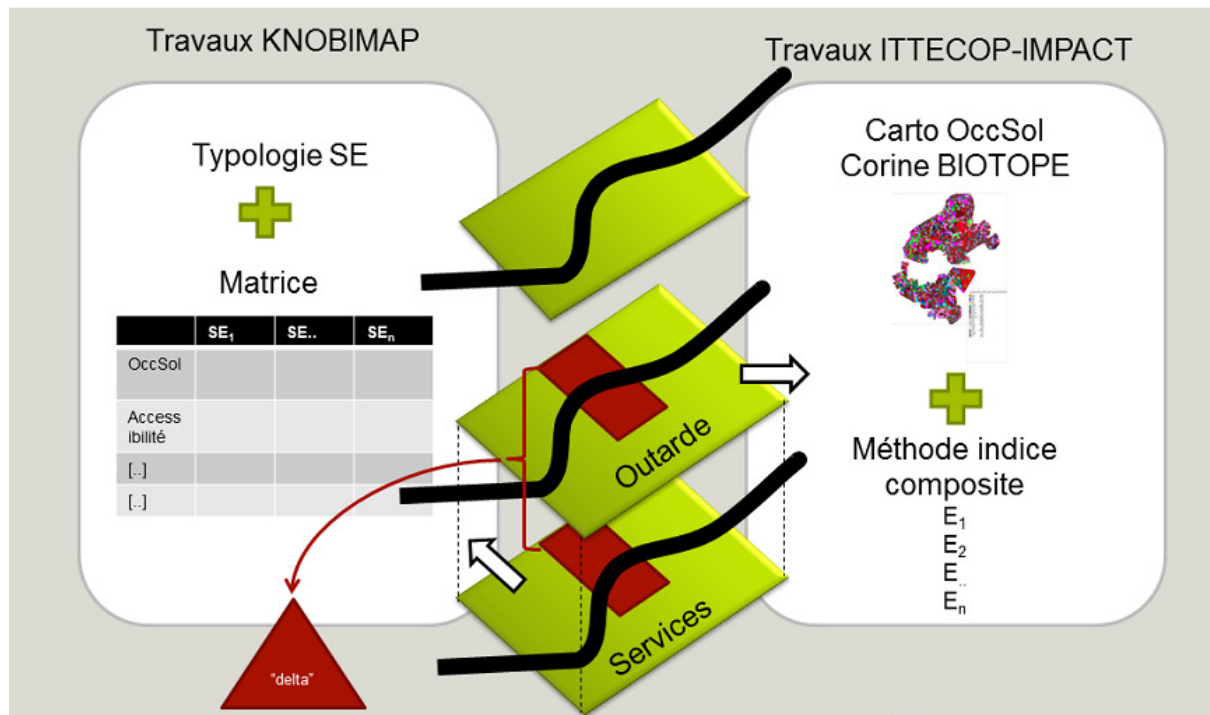 Travaux KNOBIMAP
Typologie SE
Matrice
SE1 SE.. SEn
OccSol
Access
ibilité
[..]
[..]
"delta"
Outarde
Services
Travaux ITTECOP-IMPACT
Carto OccSol
Corine BIOTOPE
Méthode indice
composite
E1
E2
E..
En